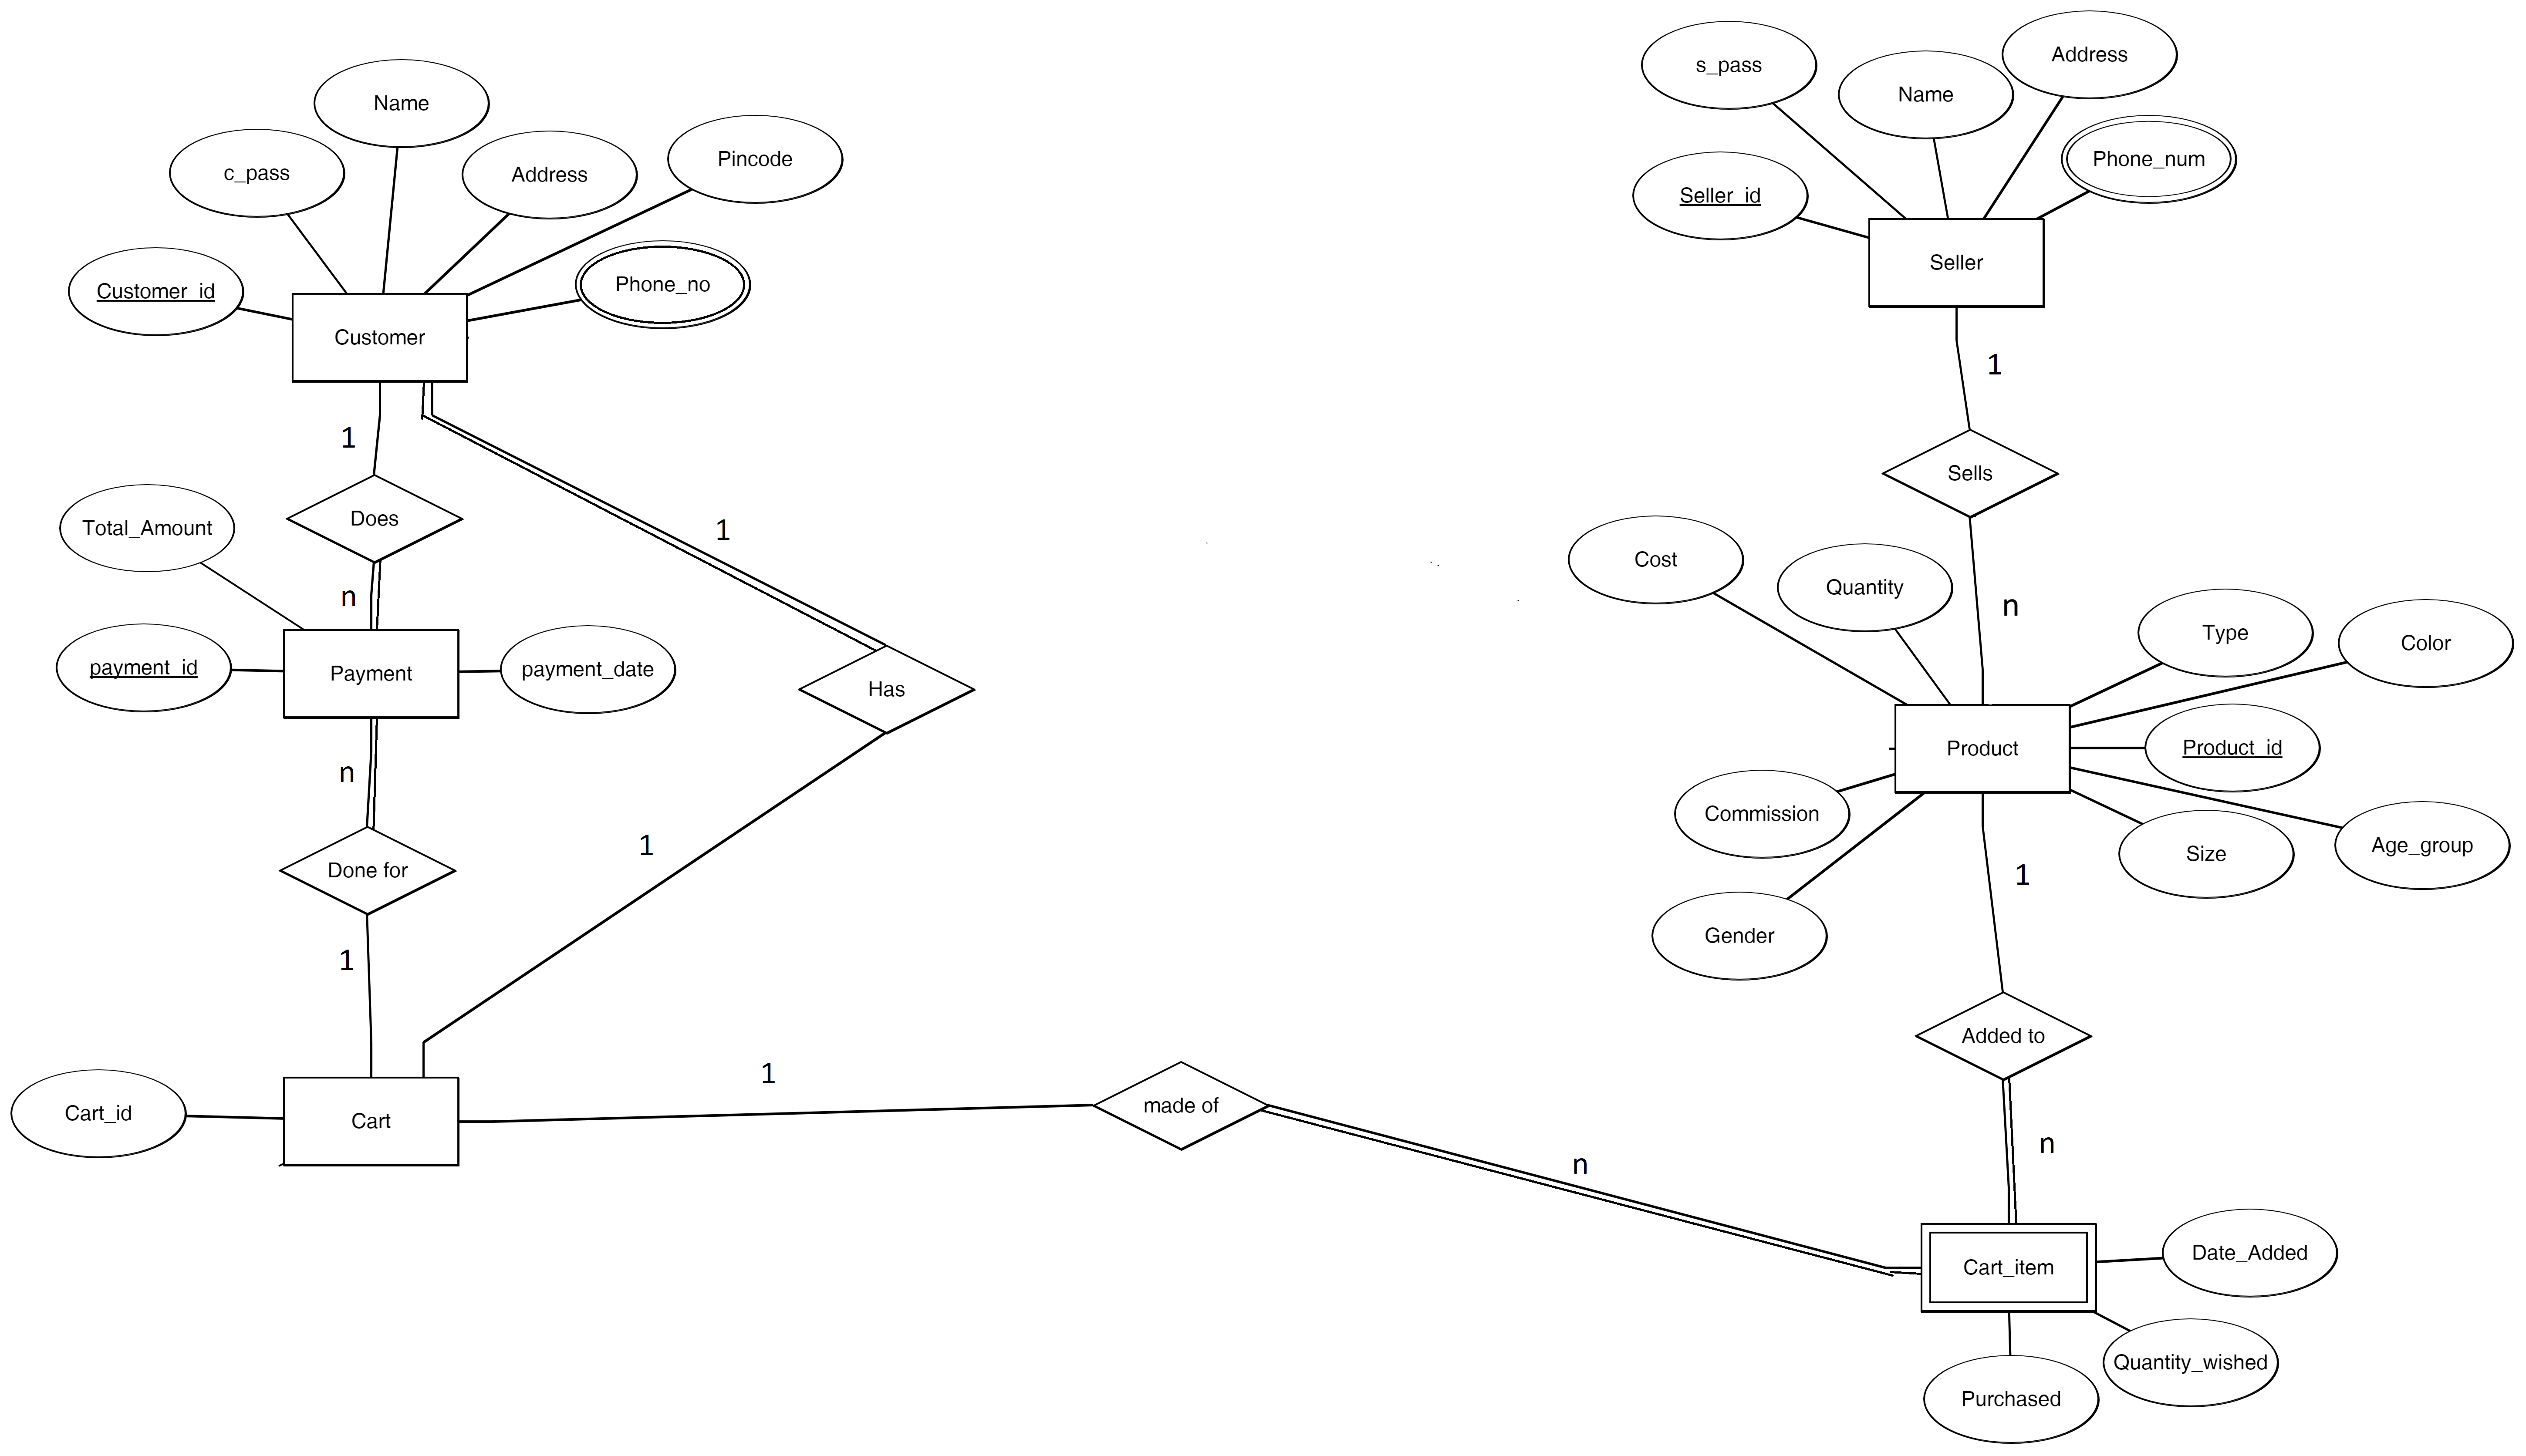 s_pass
Name
Address
Phone_num
Seller_id
Seller
Name
c_pass
Address
Pincode
Customer_id
Phone_no
Customer
1
Does
n
Total_Amount
payment_id
Payment
payment_date
n
Done for
1
1
Has
1
Cart_id
Cart
1
made of
n
1
Sells
n
Cost
Quantity
Type
Color
Product
Product_id
Commission
Gender
Size
Age_group
1
Added to
n
Cart_item
Date_Added
Quantity_wished
Purchased